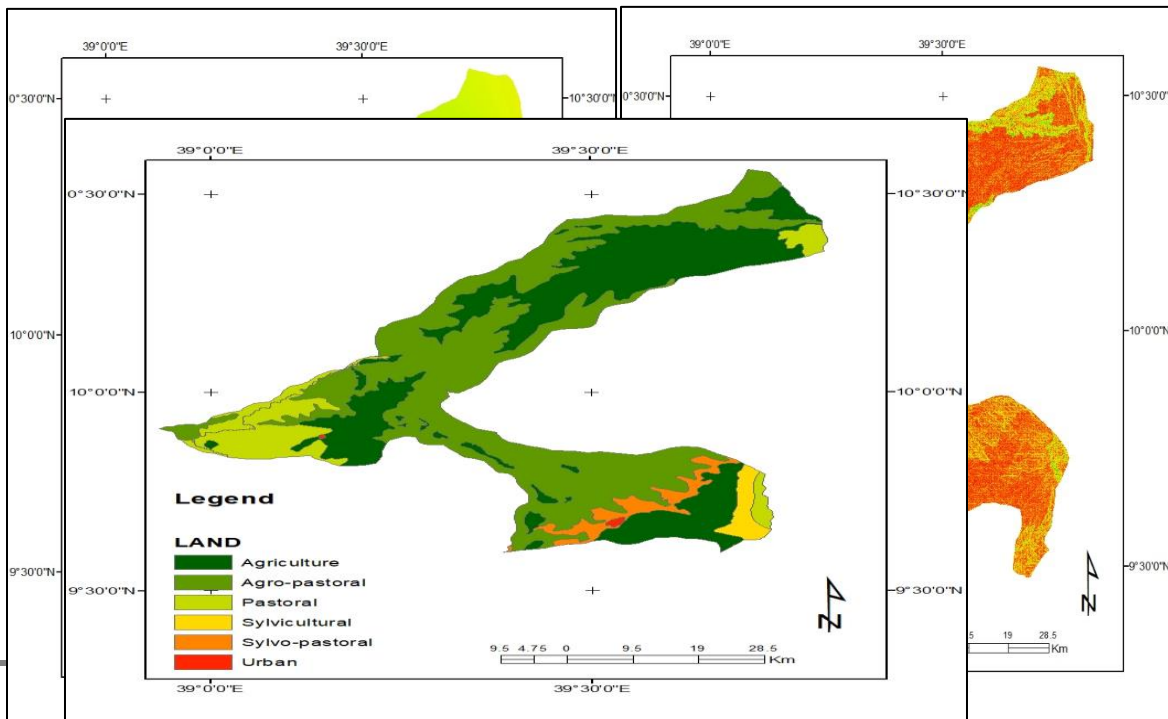 39°0'0"E 39°30'0"E
0°30'0"N 10°30'0"N
10°0'0"N
9°30'0"N
39°0'0"E 39°30'0"E
0°30'0"N 10°30'0"N
10°0'0"N
9°30'0"N
.5 19 28.5
Km
N
39°0'0"E 39°30'0"E
0°30'0"N 10°30'0"N
10°0'0"N 10°0'0"N
9°30'0"N 9°30'0"N
Legend
LAND
Agriculture
Agro-pastoral
Pastoral
Sylvicultural
Sylvo-pastoral
Urban
N
9.5 4.75 0 9.5 19 28.5
Km
39°0'0"E 39°30'0"E